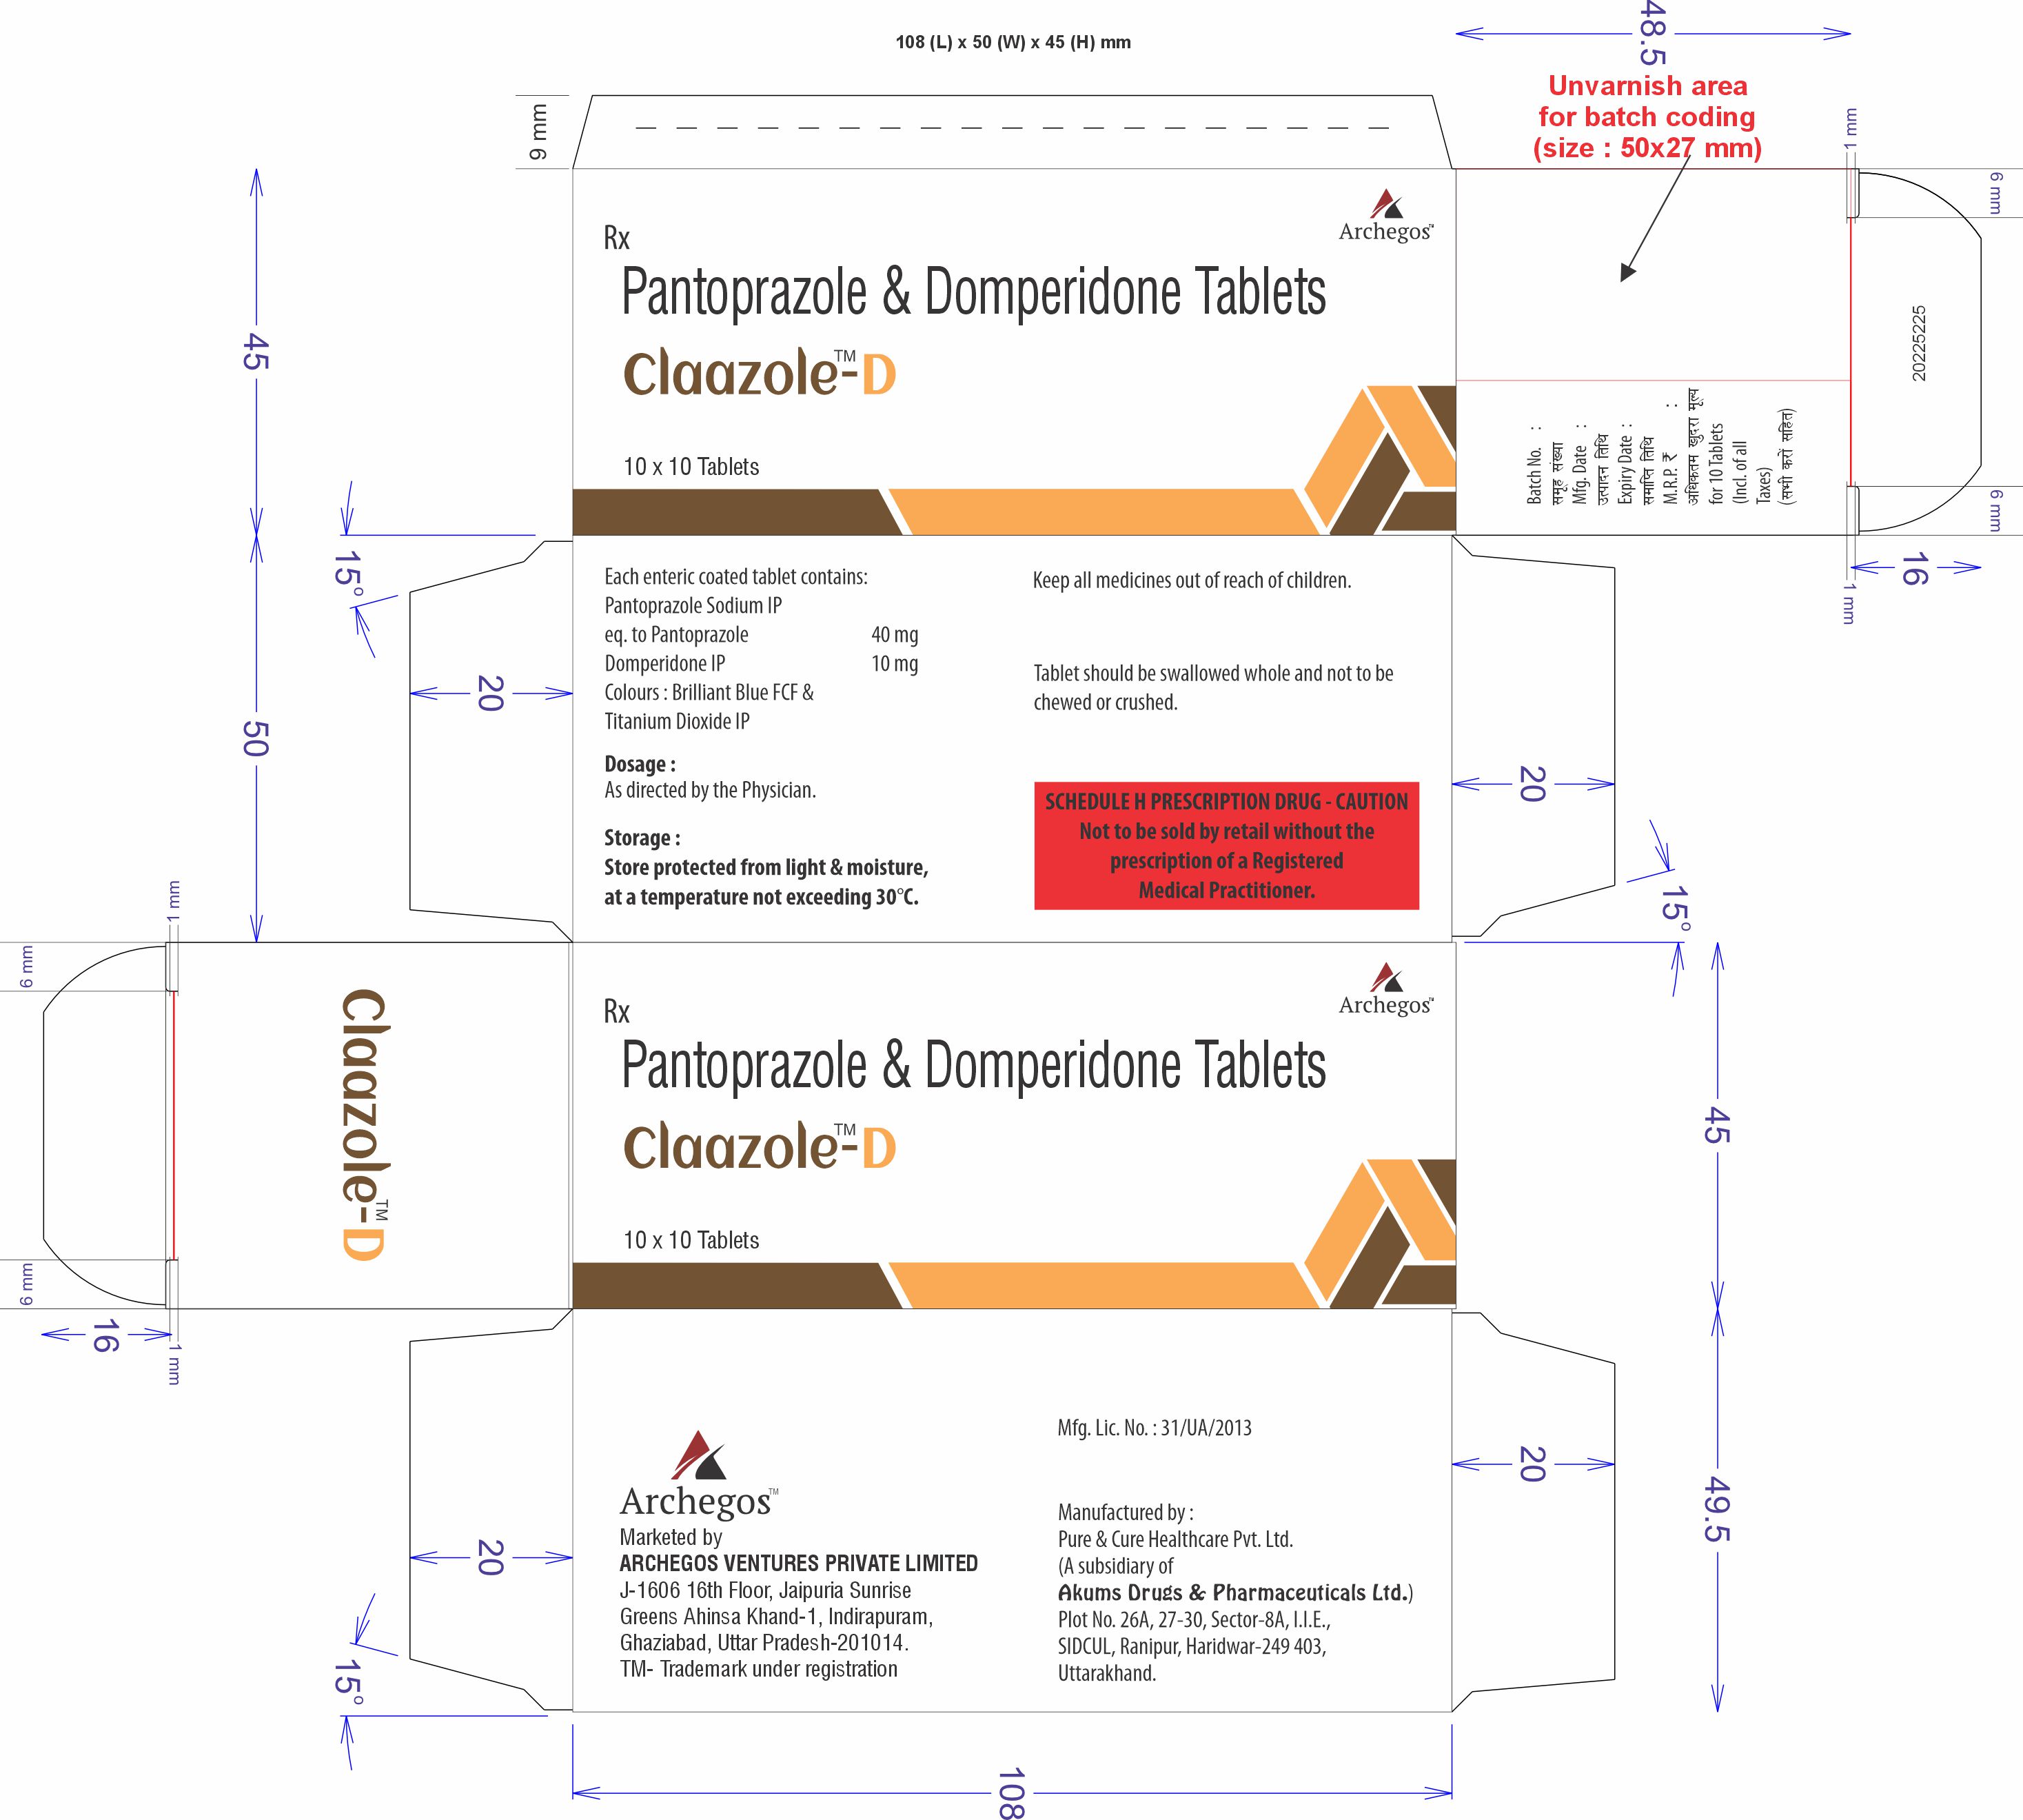 108 (L) x 50 (W) x 45 (H) mm
48.5
Unvarnish area
for batch coding
(size : 50x27 mm)
9 mm
1 mm
6 mm
Rx
Archegos™
Pantoprazole & Domperidone Tablets
Claazole™-D
10 x 10 Tablets
45
20225225
Batch No. :
समूह संख्या
Mfg. Date :
उत्पादन तिथि
Expiry Date :
समाप्ति तिथि
M.R.P. ₹ :
अधिकतम खुदरा मूल्य
for 10 Tablets
(Incl. of all
Taxes)
(सभी करों सहित)
6 mm
16
1 mm
15°
Each enteric coated tablet contains:
Pantoprazole Sodium IP
eq. to Pantoprazole 40 mg
Domperidone IP 10 mg
Colours : Brilliant Blue FCF &
Titanium Dioxide IP
Dosage :
As directed by the Physician.
Storage :
Store protected from light & moisture,
at a temperature not exceeding 30°C.
Keep all medicines out of reach of children.
Tablet should be swallowed whole and not to be
chewed or crushed.
SCHEDULE H PRESCRIPTION DRUG - CAUTION
Not to be sold by retail without the
prescription of a Registered
Medical Practitioner.
20
50
20
15°
1 mm
6 mm
Claazole™-D
6 mm
16
1 mm
Rx
Archegos™
Pantoprazole & Domperidone Tablets
Claazole™-D
10 x 10 Tablets
45
Archegos™
Marketed by
ARCHEGOS VENTURES PRIVATE LIMITED
J-1606 16th Floor, Jaipuria Sunrise
Greens Ahinsa Khand-1, Indirapuram,
Ghaziabad, Uttar Pradesh-201014.
TM- Trademark under registration
Mfg. Lic. No. : 31/UA/2013
Manufactured by :
Pure & Cure Healthcare Pvt. Ltd.
(A subsidiary of
Akums Drugs & Pharmaceuticals Ltd.)
Plot No. 26A, 27-30, Sector-8A, I.I.E.,
SIDCUL, Ranipur, Haridwar-249 403,
Uttarakhand.
20
20
49.5
15°
108